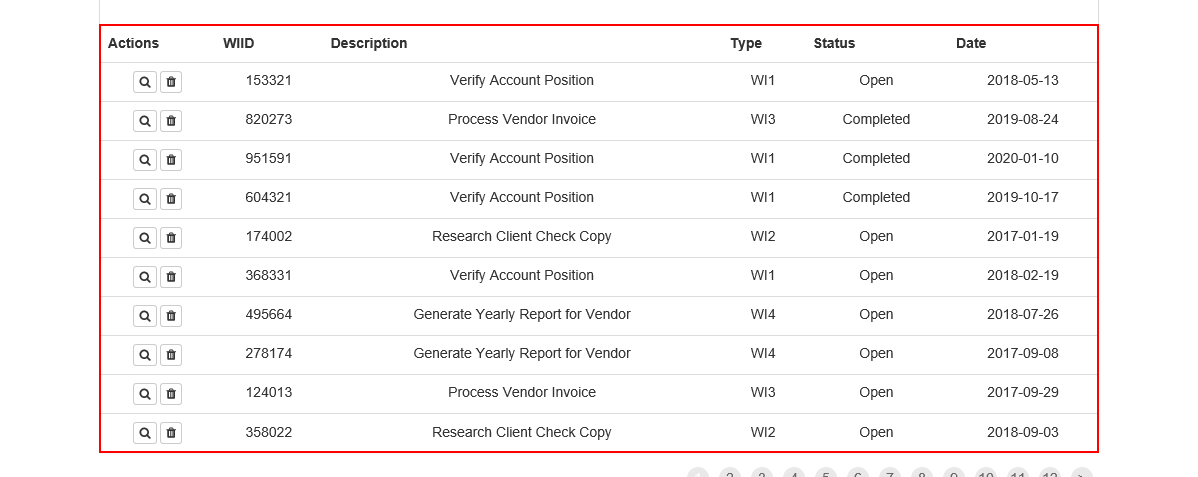 Actions WIID Description Type Status Date
153321 Verify Account Position WI1 Open 2018-05-13
820273 Process Vendor Invoice WI3 Completed 2019-08-24
951591 Verify Account Position WI1 Completed 2020-01-10
604321 Verify Account Position WI1 Completed 2019-10-17
174002 Research Client Check Copy WI2 Open 2017-01-19
368331 Verify Account Position WI1 Open 2018-02-19
495664 Generate Yearly Report for Vendor WI4 Open 2018-07-26
278174 Generate Yearly Report for Vendor WI4 Open 2017-09-08
124013 Process Vendor Invoice WI3 Open 2017-09-29
358022 Research Client Check Copy WI2 Open 2018-09-03
1 2 3 4 5 6 7 8 9 10 11 12 >